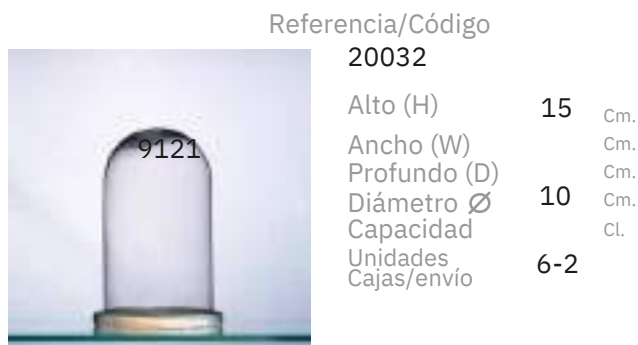 Referencia/Código
20032
9121
Alto (H) 15 Cm.
Ancho (W) Cm.
Profundo (D) Cm.
Diámetro Ø 10 Cm.
Capacidad Cl.
Unidades
Cajas/envío 6-2